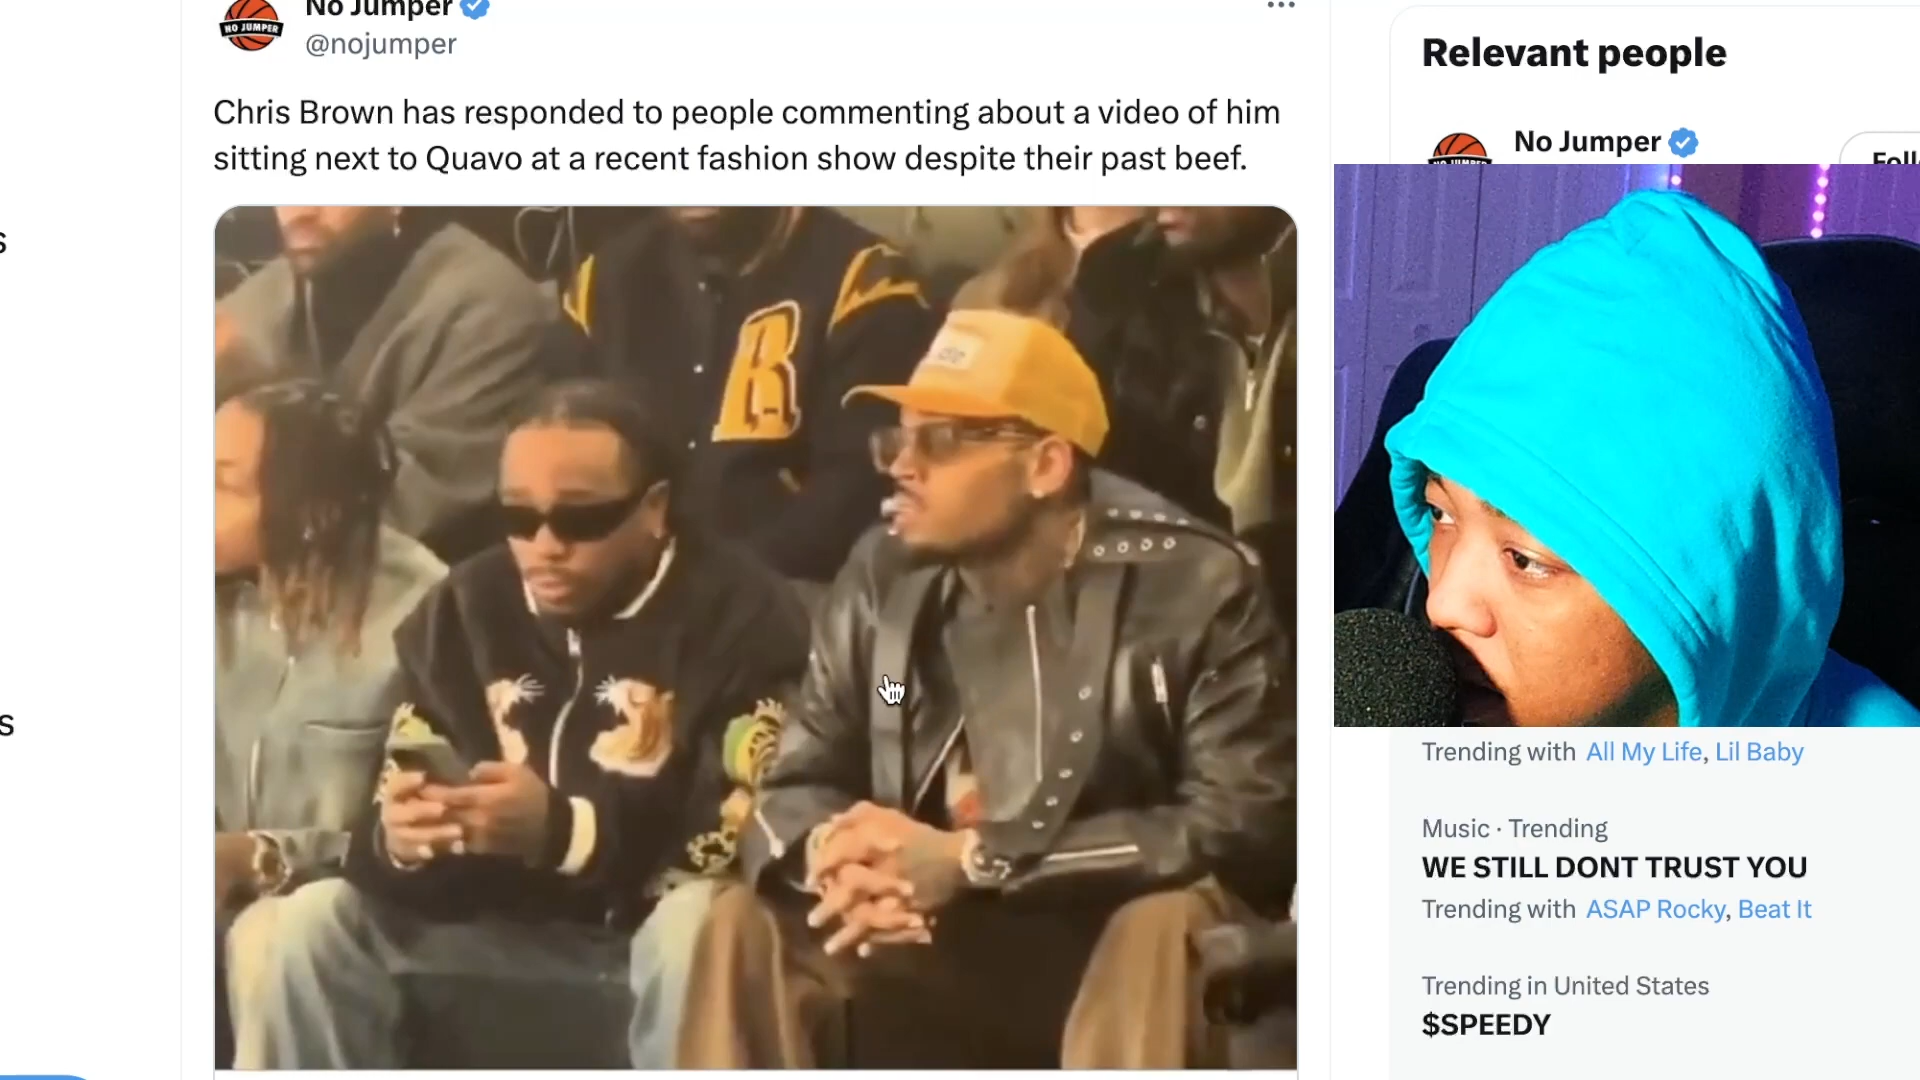 No Jumper
@nojumper
NO JUMPER
Chris Brown has responded to people commenting about a video of him
sitting next to Quavo at a recent fashion show despite their past beef.
R
Relevant people
No Jumper
Trending with All My Life, Lil Baby
Music · Trending
WE STILL DONT TRUST YOU
Trending with ASAP Rocky, Beat It
Trending in United States
$SPEEDY
s
s